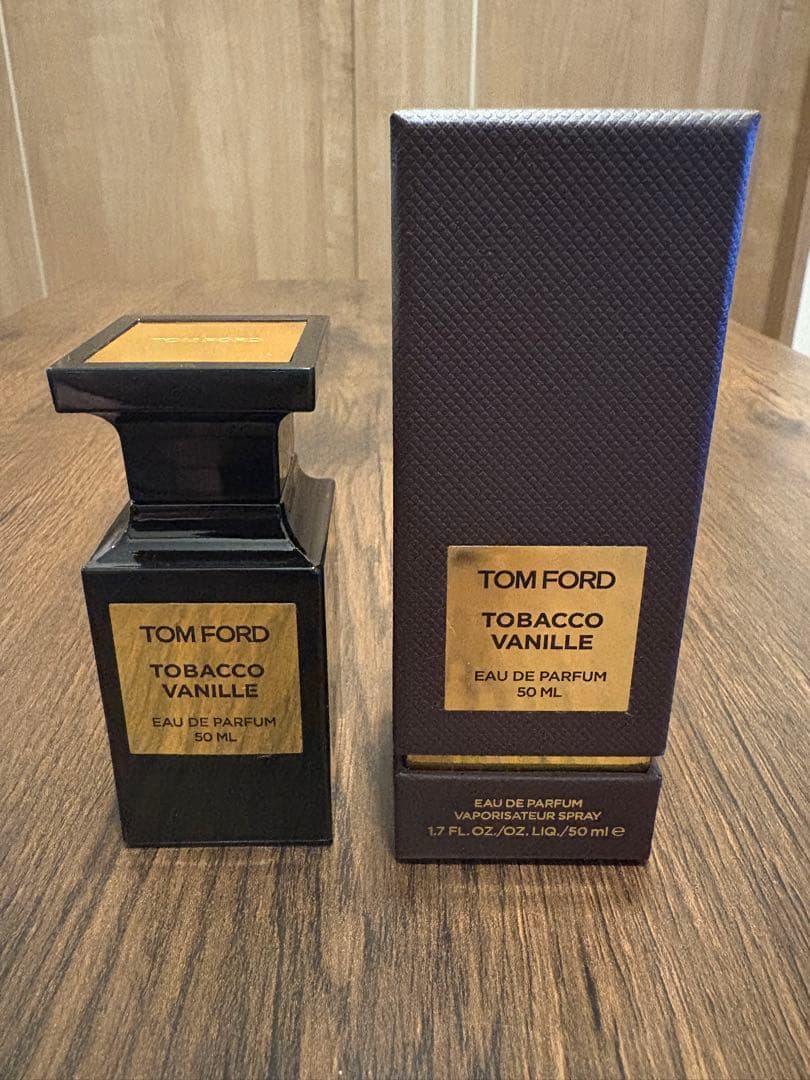 TOM FORD
TOM FORD
TOBACCO
VANILLE
EAU DE PARFUM
50 ML
TOM FORD
TOBACCO
VANILLE
EAU DE PARFUM
50 ML
EAU DE PARFUM
VAPORISATEUR SPRAY
1.7 FL.OZ./OZ. LIQ./50 ml ℮